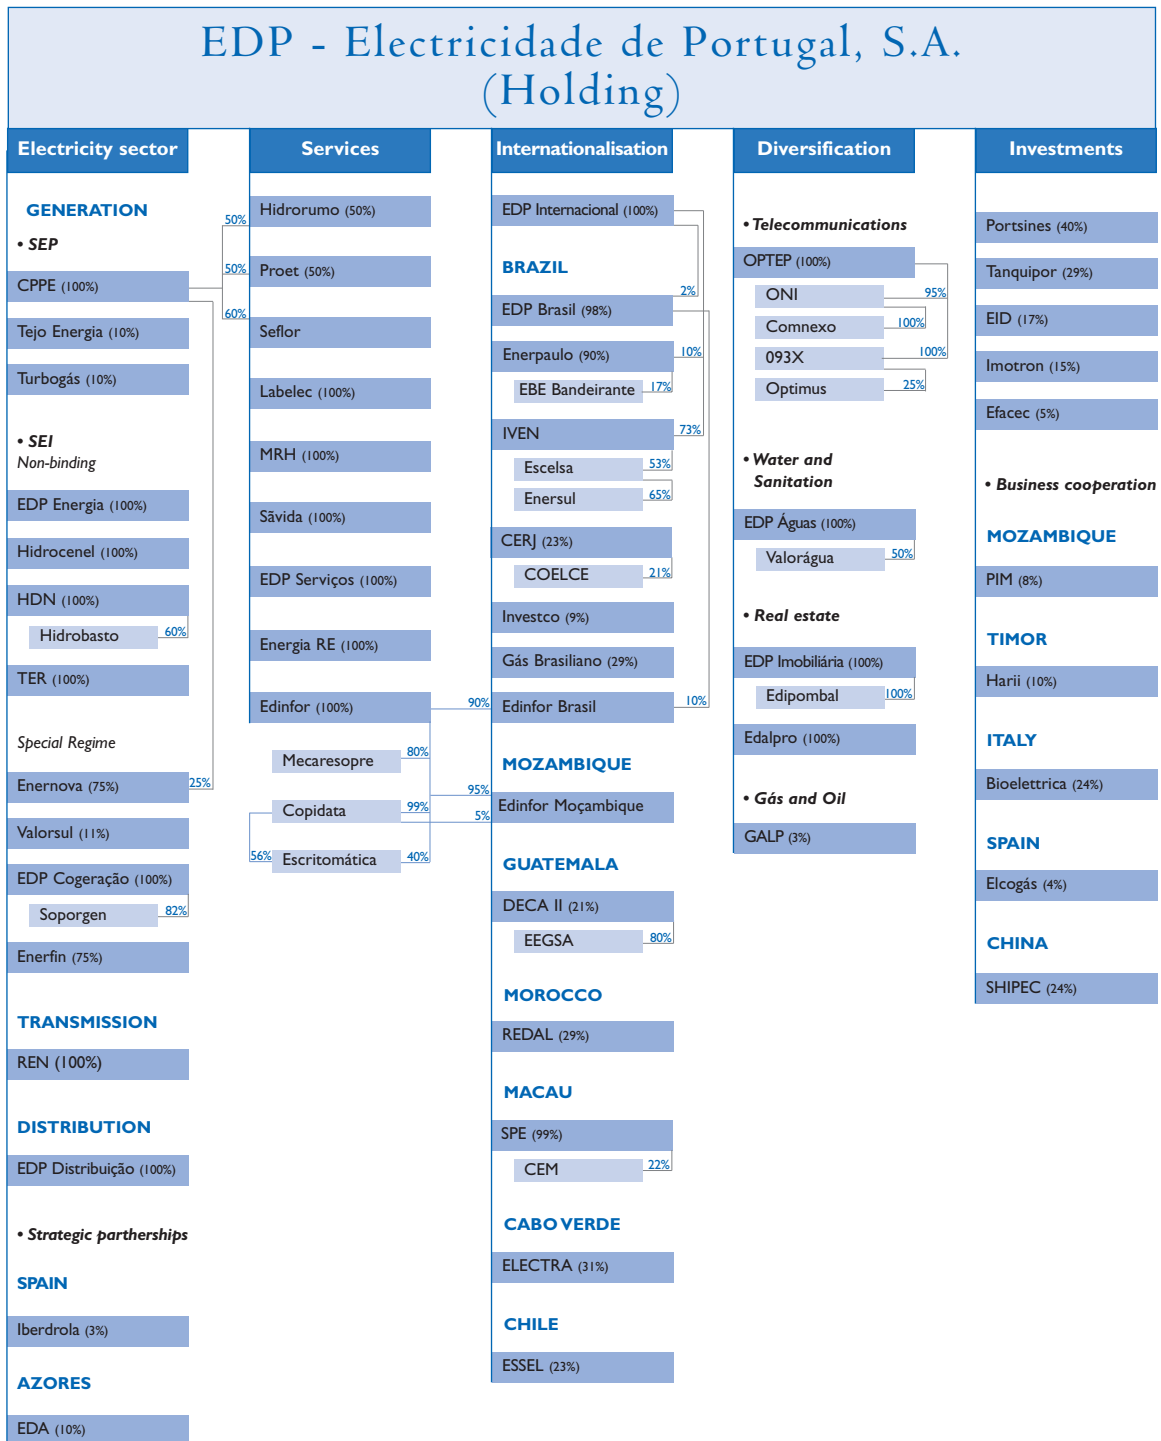 EDP - Electricidade de Portugal, S.A.
(Holding)
Electricity sector
GENERATION
• SEP
CPPE (100%)
Tejo Energia (10%)
Turbogás (10%)
• SEI
Non-binding
EDP Energia (100%)
Hidrocenel (100%)
HDN (100%)
Hidrobasto 60%
TER (100%)
Special Regime
Enernova (75%) 25%
Valorsul (11%)
EDP Cogeração (100%)
Soporgen 82%
Enerfin (75%)
TRANSMISSION
REN (100%)
DISTRIBUTION
EDP Distribuição (100%)
• Strategic partherships
SPAIN
Iberdrola (3%)
AZORES
EDA (10%)
Services
50% Hidrorumo (50%)
50% Proet (50%)
60% Seflor
Labelec (100%)
MRH (100%)
Sãvida (100%)
EDP Serviços (100%)
Energia RE (100%)
Edinfor (100%)
Mecaresopre 80%
Copidata 99%
56% Escritomática 40%
Internationalisation
EDP Internacional (100%)
BRAZIL
2%
EDP Brasil (98%)
Enerpaulo (90%) 10%
EBE Bandeirante 17%
IVEN 73%
Escelsa 53%
Enersul 65%
CERJ (23%)
COELCE 21%
Investco (9%)
Gás Brasiliano (29%)
90% Edinfor Brasil 10%
MOZAMBIQUE
95%
Edinfor Moçambique
5%
GUATEMALA
DECA II (21%)
EEGSA 80%
MOROCCO
REDAL (29%)
MACAU
SPE (99%)
CEM 22%
CABO VERDE
ELECTRA (31%)
CHILE
ESSEL (23%)
Diversification
• Telecommunications
OPTEP (100%)
ONI 95%
Comnexo 100%
093X 100%
Optimus 25%
• Water and
Sanitation
EDP Águas (100%)
Valorágua 50%
• Real estate
EDP Imobiliária (100%)
Edipombal 100%
Edalpro (100%)
• Gás and Oil
GALP (3%)
Investments
Portsines (40%)
Tanquipor (29%)
EID (17%)
Imotron (15%)
Efacec (5%)
• Business cooperation
MOZAMBIQUE
PIM (8%)
TIMOR
Harii (10%)
ITALY
Bioelettrica (24%)
SPAIN
Elcogás (4%)
CHINA
SHIPEC (24%)